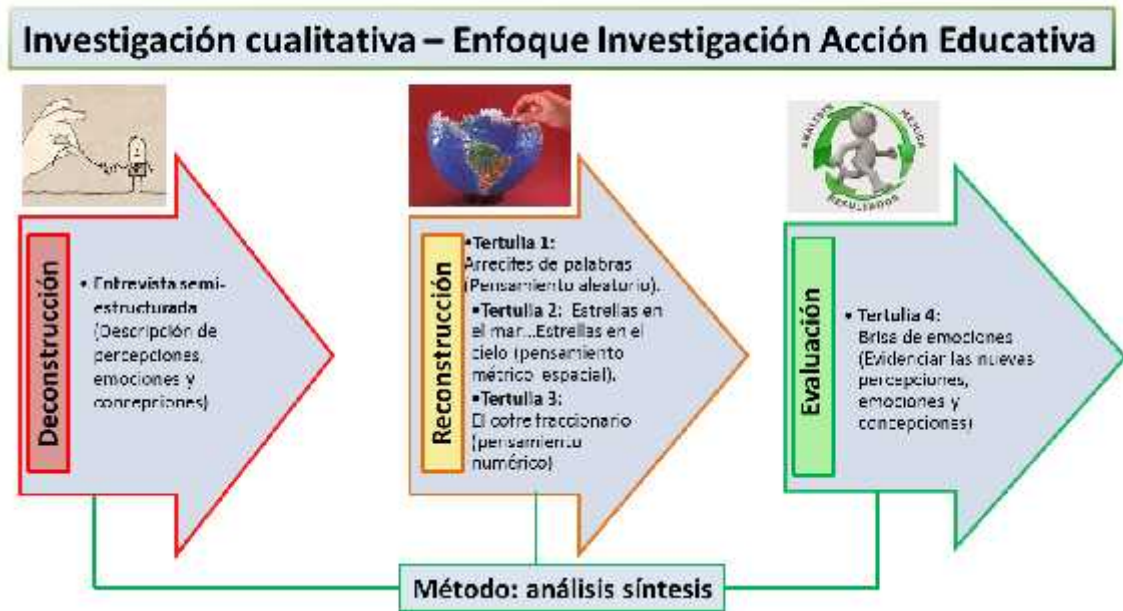 Investigación cualitativa – Enfoque Investigación Acción Educativa
Deconstrucción
• Entrevista semi-
estructurada
(Descripción de
percepciones,
emociones y
concepciones)
Reconstrucción
•Tertulia 1:
Arrecifes de palabras
(Pensamiento aleatorio).
•Tertulia 2: Estrellas en
el mar...Estrellas en el
cielo (pensamiento
métrico espacial).
•Tertulia 3:
El cofre fraccionario
(pensamiento
numérico)
ANÁLISIS
MEJORA
RESULTADOS
Evaluación
• Tertulia 4:
Brisa de emociones
(Evidenciar las nuevas
percepciones,
emociones y
concepciones)
Método: análisis síntesis